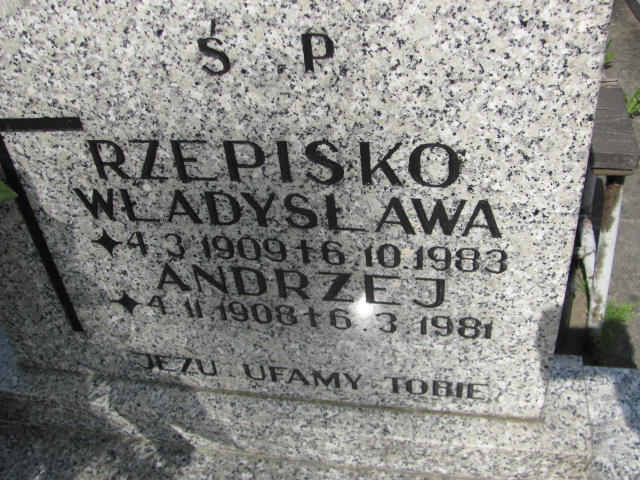 Ś P
RZEPISKO
WŁADYSŁAWA
✦ 4.3.1909 + 6.10.1983
ANDRZEJ
✦ 4.11.1908 + 6.3.1981
JEZU UFAMY TOBIE